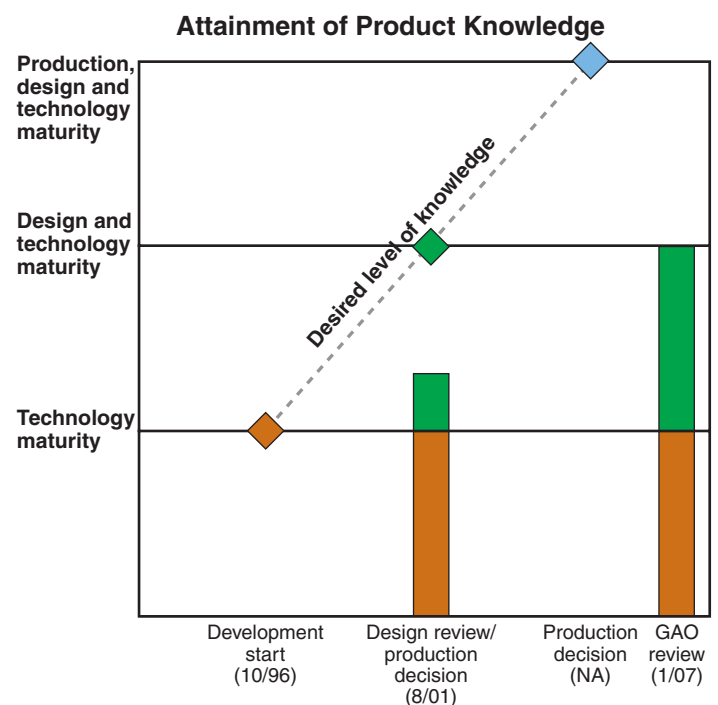 Attainment of Product Knowledge
Production,
design and
technology
maturity
Design and
technology
maturity
Technology
maturity
Desired level of knowledge
Development
start
(10/96)
Design review/
production
decision
(8/01)
Production
decision
(NA)
GAO
review
(1/07)